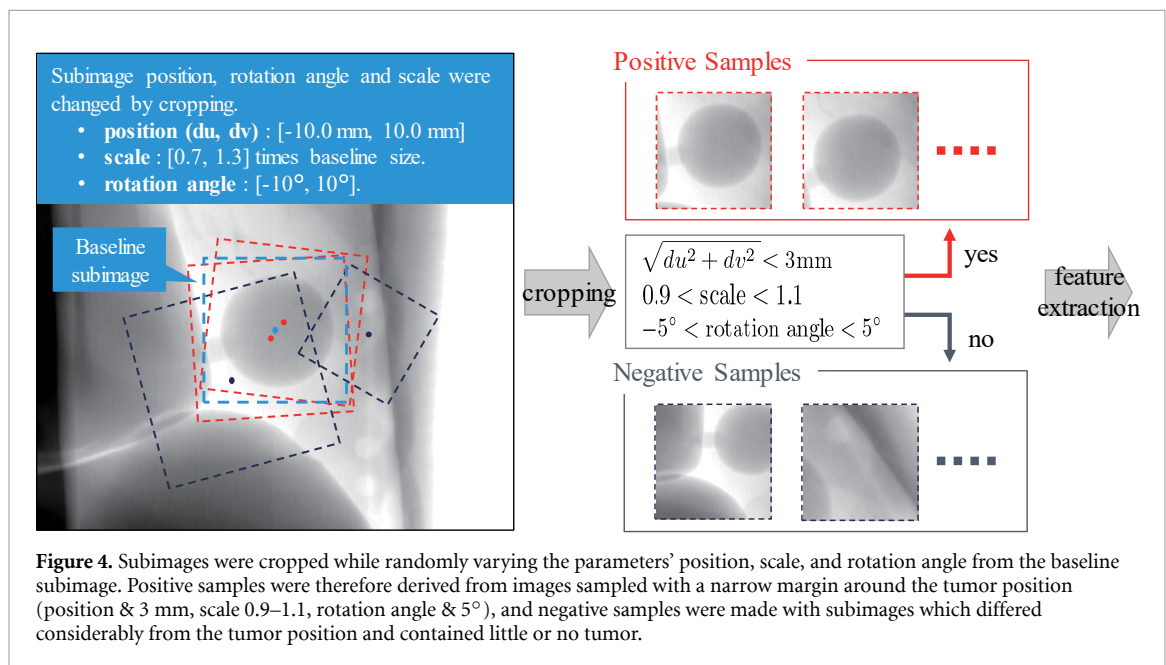 Subimage position, rotation angle and scale were
changed by cropping.
• position (du, dv) : [-10.0 mm, 10.0 mm]
• scale : [0.7, 1.3] times baseline size.
• rotation angle : [-10°, 10°].
Baseline
subimage
cropping
Positive Samples
√du² + dv² < 3mm
0.9 < scale < 1.1
−5° < rotation angle < 5°
yes
no
Negative Samples
feature
extraction
Figure 4. Subimages were cropped while randomly varying the parameters’ position, scale, and rotation angle from the baseline
subimage. Positive samples were therefore derived from images sampled with a narrow margin around the tumor position
(position & 3 mm, scale 0.9–1.1, rotation angle & 5°), and negative samples were made with subimages which differed
considerably from the tumor position and contained little or no tumor.